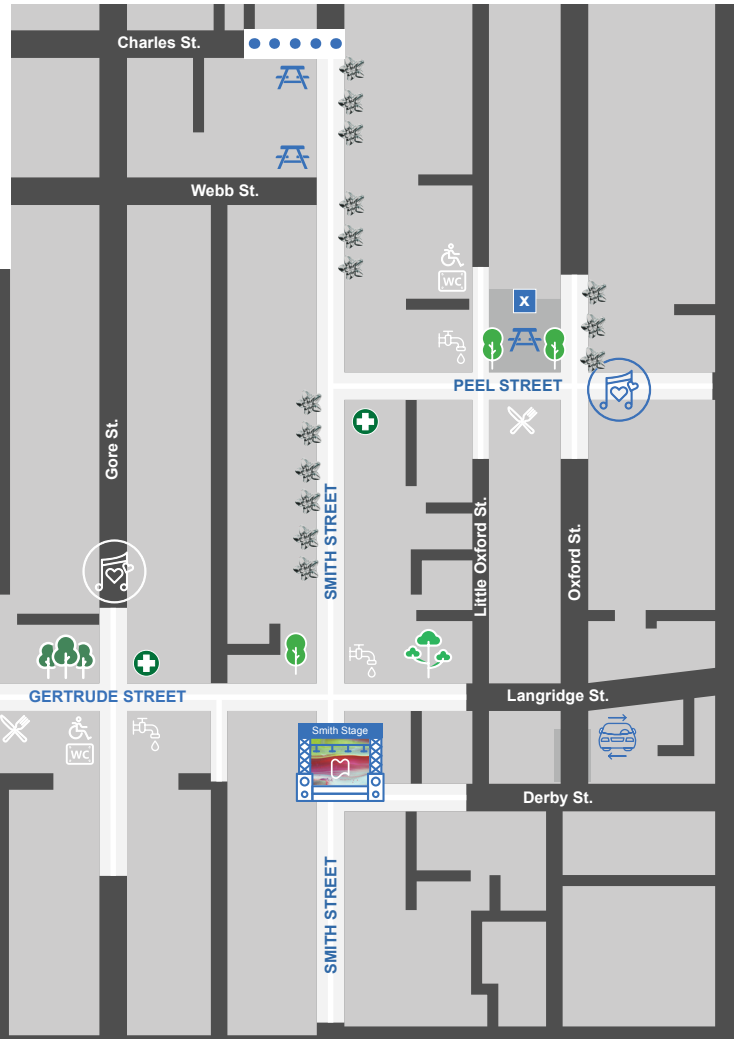 Charles St.
Webb St.
WC
x
PEEL STREET
Gore St.
SMITH STREET
Little Oxford St.
Oxford St.
GERTRUDE STREET
Langridge St.
WC
Smith Stage
Derby St.
SMITH STREET